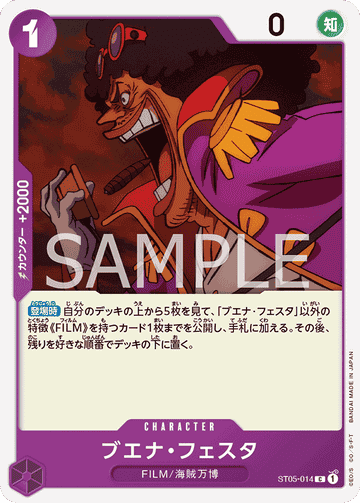 1
0
知
カウンター +2000
SAMPLE
登場時 自分のデッキの上から5枚を見て、「ブエナ・フェスタ」以外の
特徴《FILM》を持つカード1枚までを公開し、手札に加える。その後、
残りを好きな順番でデッキの下に置く。
CHARACTER
ブエナ・フェスタ
FILM/海賊万博
ST05-014 C 1
BANDAI MADE IN JAPAN